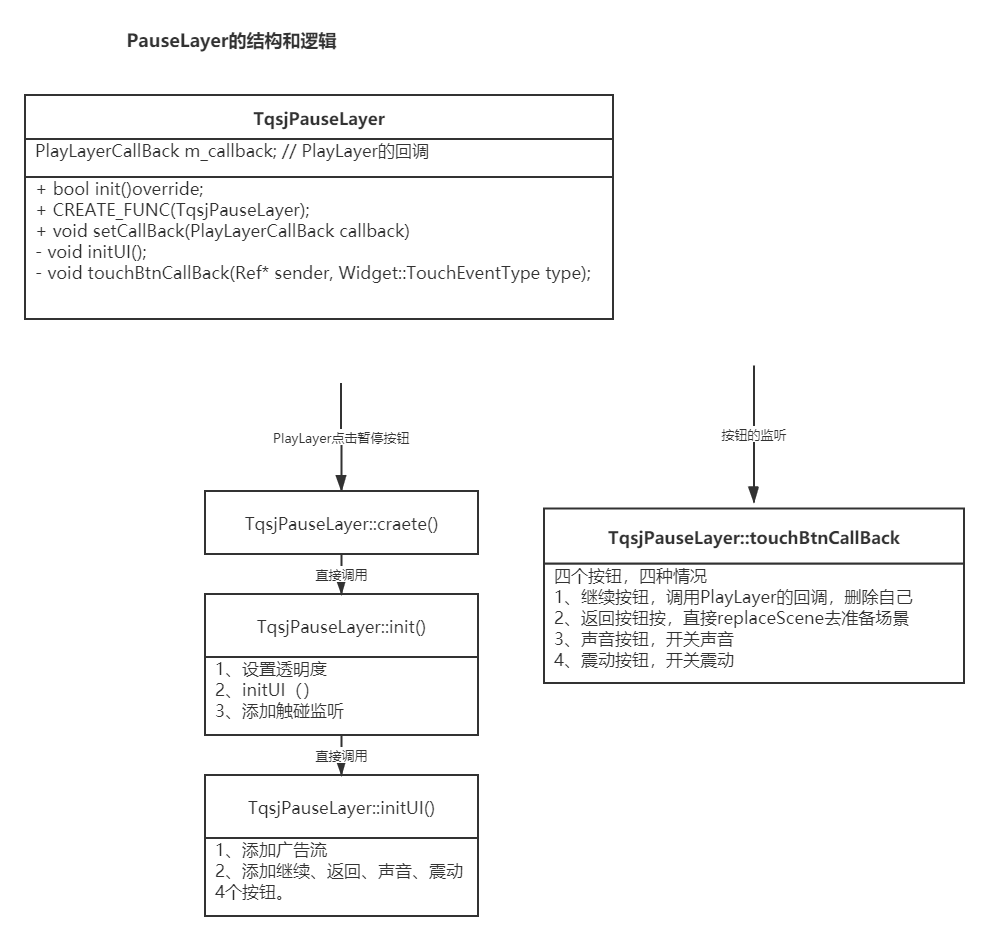 PauseLayer的结构和逻辑
TqsjPauseLayer
PlayLayerCallBack m_callback; // PlayLayer的回调
+ bool init()override;
+ CREATE_FUNC(TqsjPauseLayer);
+ void setCallBack(PlayLayerCallBack callback)
- void initUI();
- void touchBtnCallBack(Ref* sender, Widget::TouchEventType type);
PlayLayer点击暂停按钮
TqsjPauseLayer::craete()
直接调用
TqsjPauseLayer::init()
1、设置透明度
2、initUI（）
3、添加触碰监听
直接调用
TqsjPauseLayer::initUI()
1、添加广告流
2、添加继续、返回、声音、震动
4个按钮。
按钮的监听
TqsjPauseLayer::touchBtnCallBack
四个按钮，四种情况
1、继续按钮，调用PlayLayer的回调，删除自己
2、返回按钮按，直接replaceScene去准备场景
3、声音按钮，开关声音
4、震动按钮，开关震动